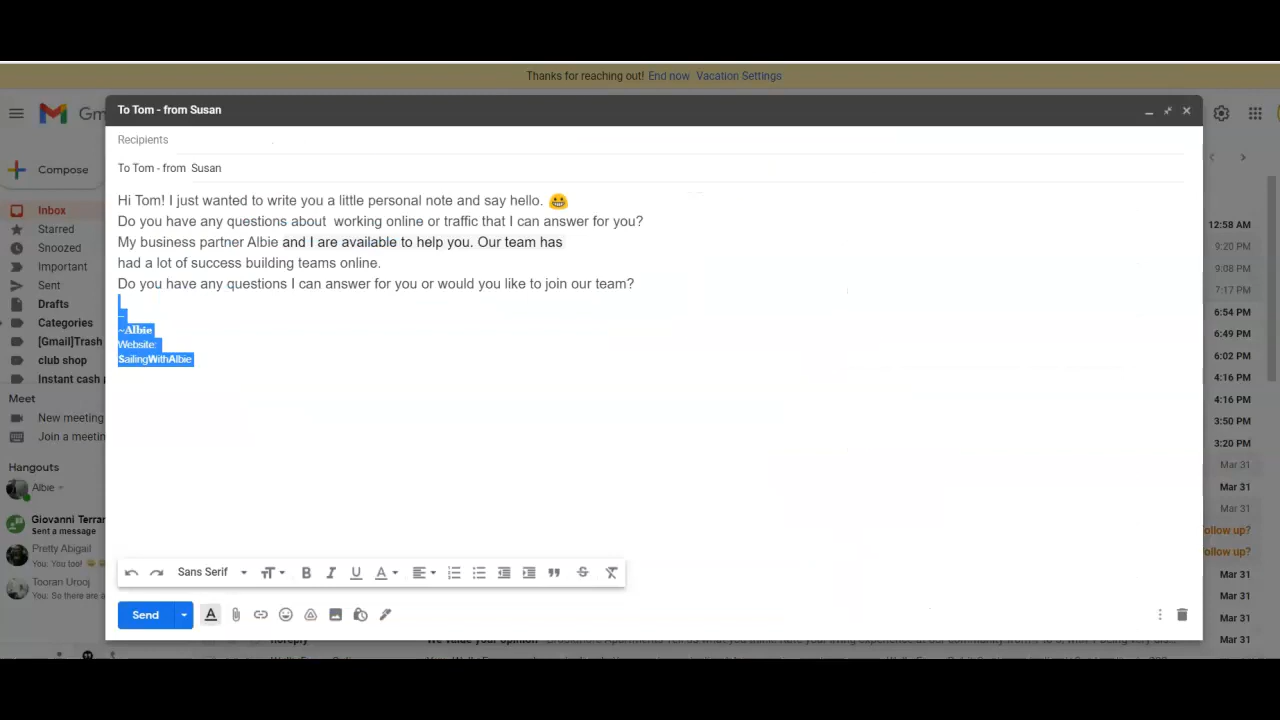 Thanks for reaching out! End now Vacation Settings
Gm
To Tom - from Susan
Recipients
To Tom - from Susan
Compose
Inbox
Starred
Snoozed
Important
Sent
Drafts
Categories
[Gmail]Trash
club shop
Instant cash
Meet
New meeting
Join a meetin
Hangouts
Albie
Giovanni Terrar
Sent a message
Pretty Abigail
You: You too!
Tooran Urooj
You: So there are a
Hi Tom! I just wanted to write you a little personal note and say hello. 😀
Do you have any questions about working online or traffic that I can answer for you?
My business partner Albie and I are available to help you. Our team has
had a lot of success building teams online.
Do you have any questions I can answer for you or would you like to join our team?
--
~Albie
Website:
SailingWithAlbie
Sans Serif
Send
12:58 AM
9:20 PM
9:08 PM
7:17 PM
6:54 PM
6:49 PM
6:02 PM
4:16 PM
4:16 PM
3:50 PM
3:20 PM
Mar 31
Mar 31
Mar 31
ollow up?
ollow up?
Mar 31
Mar 31
Mar 31
Mar 31